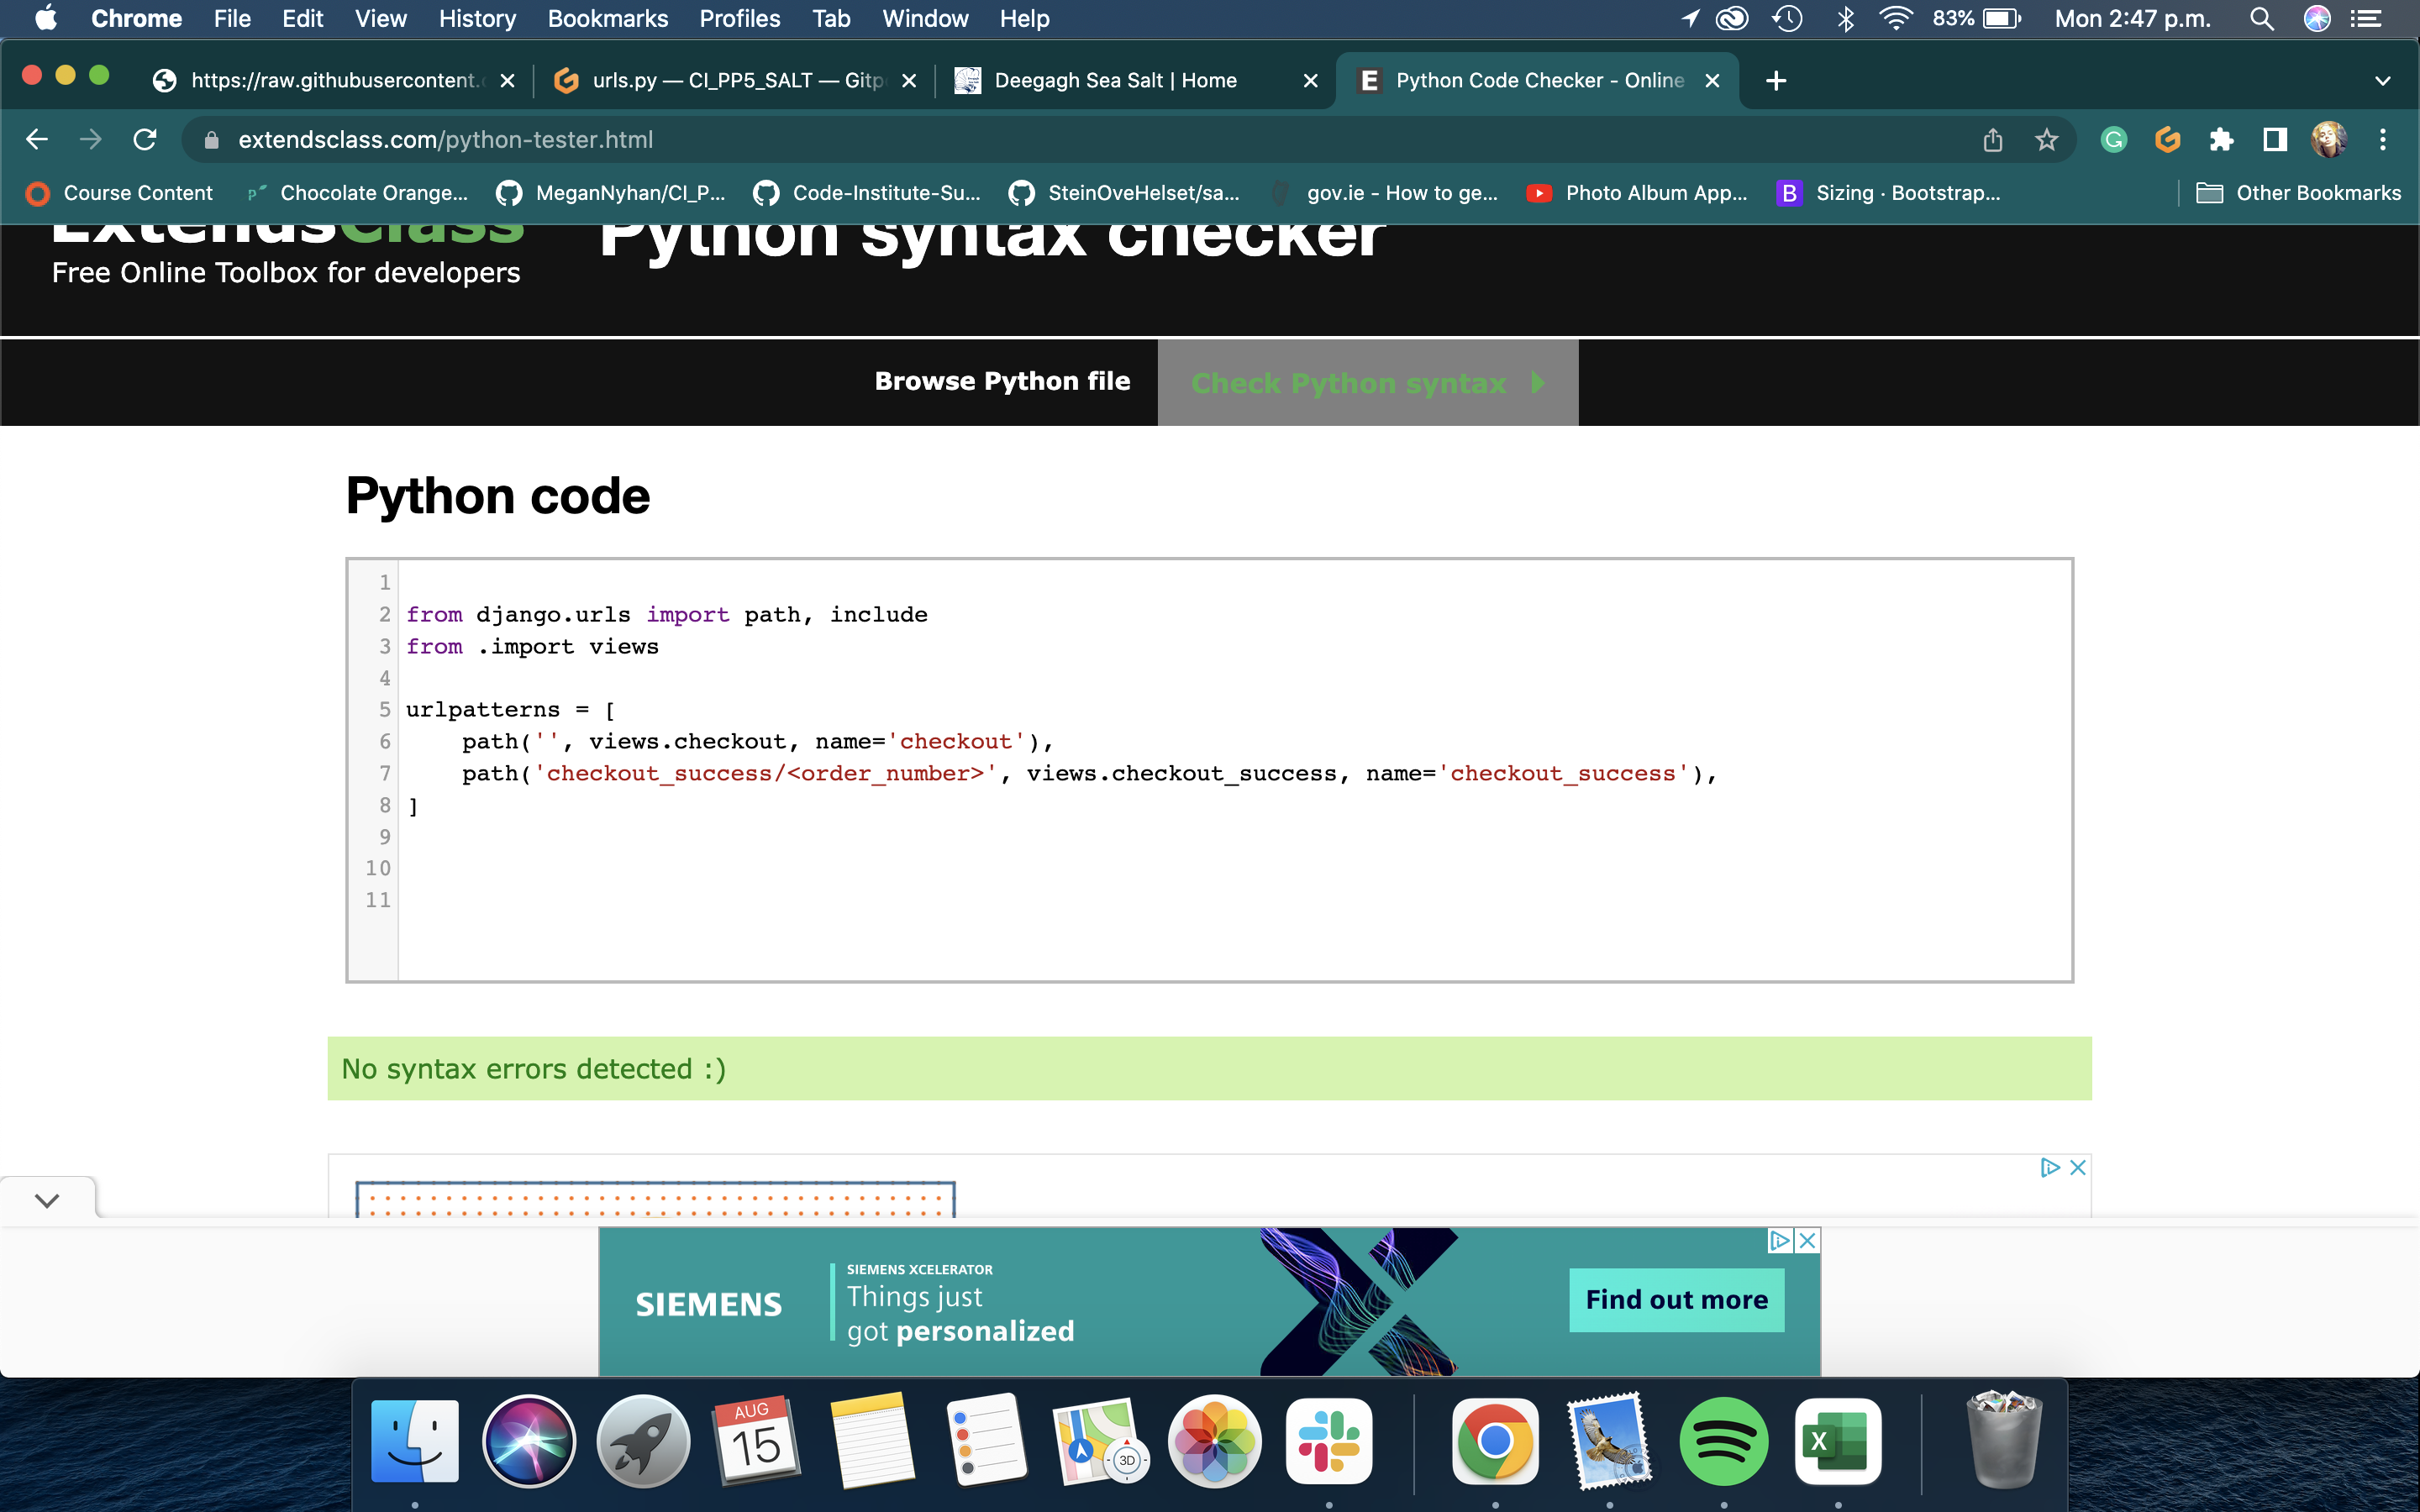 Chrome File Edit View History Bookmarks Profiles Tab Window Help 83% Mon 2:47 p.m.
https://raw.githubusercontent.c urls.py — CI_PP5_SALT — Gitp Deegagh Sea Salt | Home Python Code Checker - Online
extendsclass.com/python-tester.html
Course Content Chocolate Orange... MeganNyhan/CI_P... Code-Institute-Su... SteinOveHelset/sa... gov.ie - How to ge... Photo Album App... Sizing · Bootstrap... Other Bookmarks
ExtendsClass Python syntax checker
Free Online Toolbox for developers
Browse Python file Check Python syntax
Python code
1
2 from django.urls import path, include
3 from .import views
4
5 urlpatterns = [
6 path('', views.checkout, name='checkout'),
7 path('checkout_success/<order_number>', views.checkout_success, name='checkout_success'),
8 ]
9
10
11
No syntax errors detected :)
SIEMENS XCELERATOR
SIEMENS Things just
got personalized
Find out more
AUG
15
3D
X